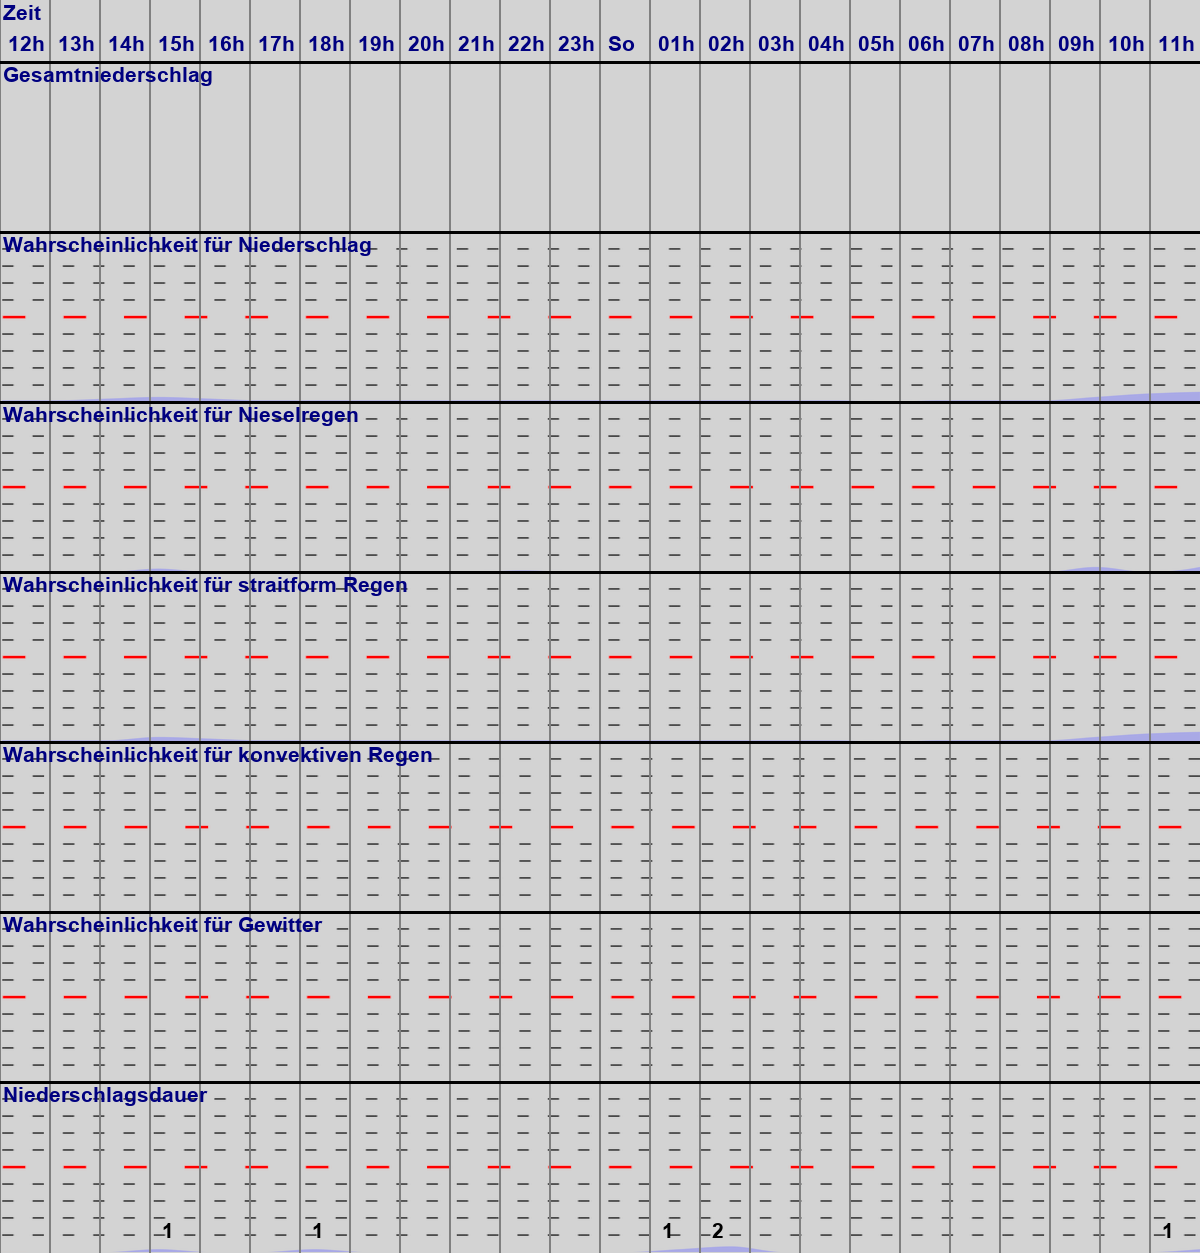 Zeit
12h 13h 14h 15h 16h 17h 18h 19h 20h 21h 22h 23h So 01h 02h 03h 04h 05h 06h 07h 08h 09h 10h 11h
Gesamtniederschlag
Wahrscheinlichkeit für Niederschlag
Wahrscheinlichkeit für Nieselregen
Wahrscheinlichkeit für straitform Regen
Wahrscheinlichkeit für konvektiven Regen
Wahrscheinlichkeit für Gewitter
Niederschlagsdauer
1 1 1 2 1